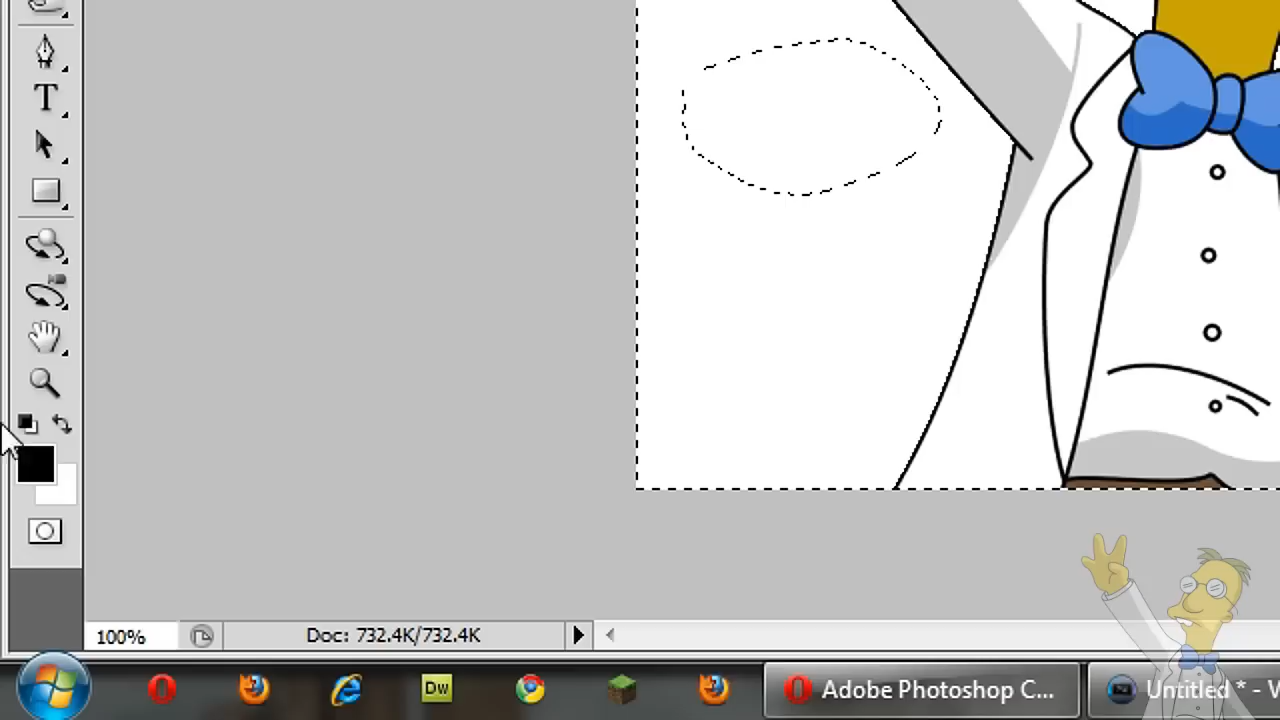 T
100%
Doc: 732.4K/732.4K
Dw
Adobe Photoshop C...
Untitled * - W